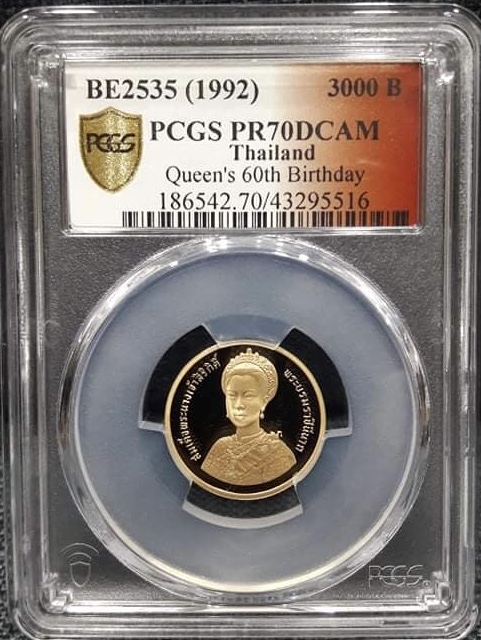 BE2535 (1992) 3000 B
PCGS
PCGS PR70DCAM
Thailand
Queen's 60th Birthday
186542.70/43295516
สมเด็จพระนางเจ้าสิริกิติ์
พระบรมราชินีนาถ
PCGS